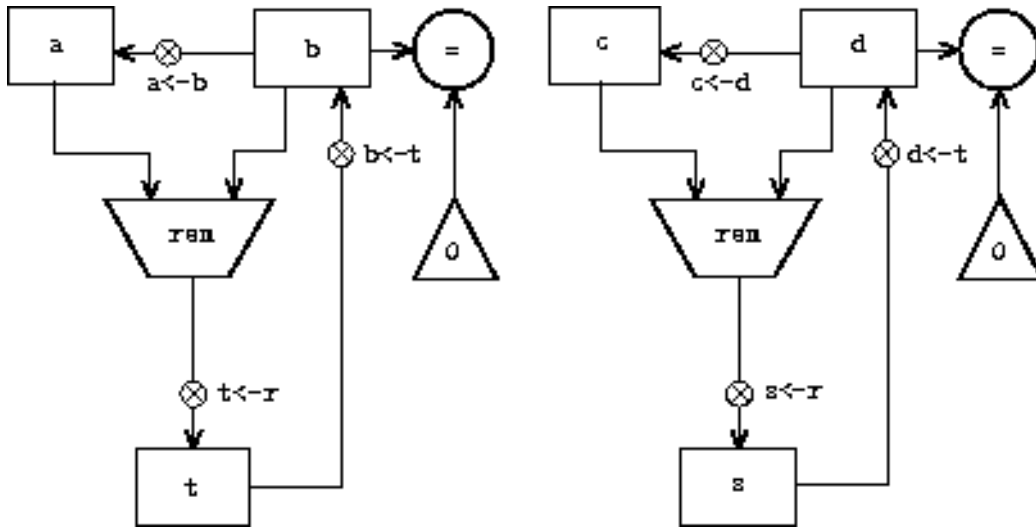 a
b
=
a<-b
b<-t
rem
0
t<-r
t
c
d
=
c<-d
d<-t
rem
0
s<-r
s